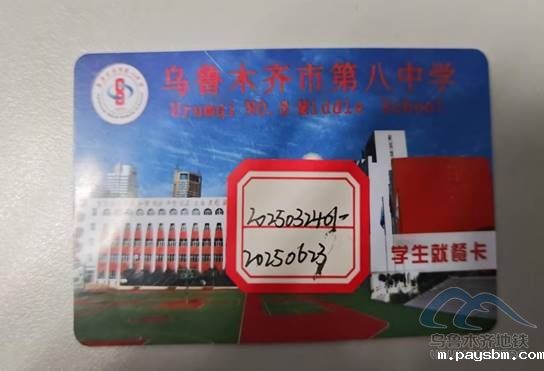 乌鲁木齐市第八中学
Urumqi NO.8 Middle School
2025032401-
20250623
学生就餐卡
乌鲁木齐地铁
m.paysbm.com